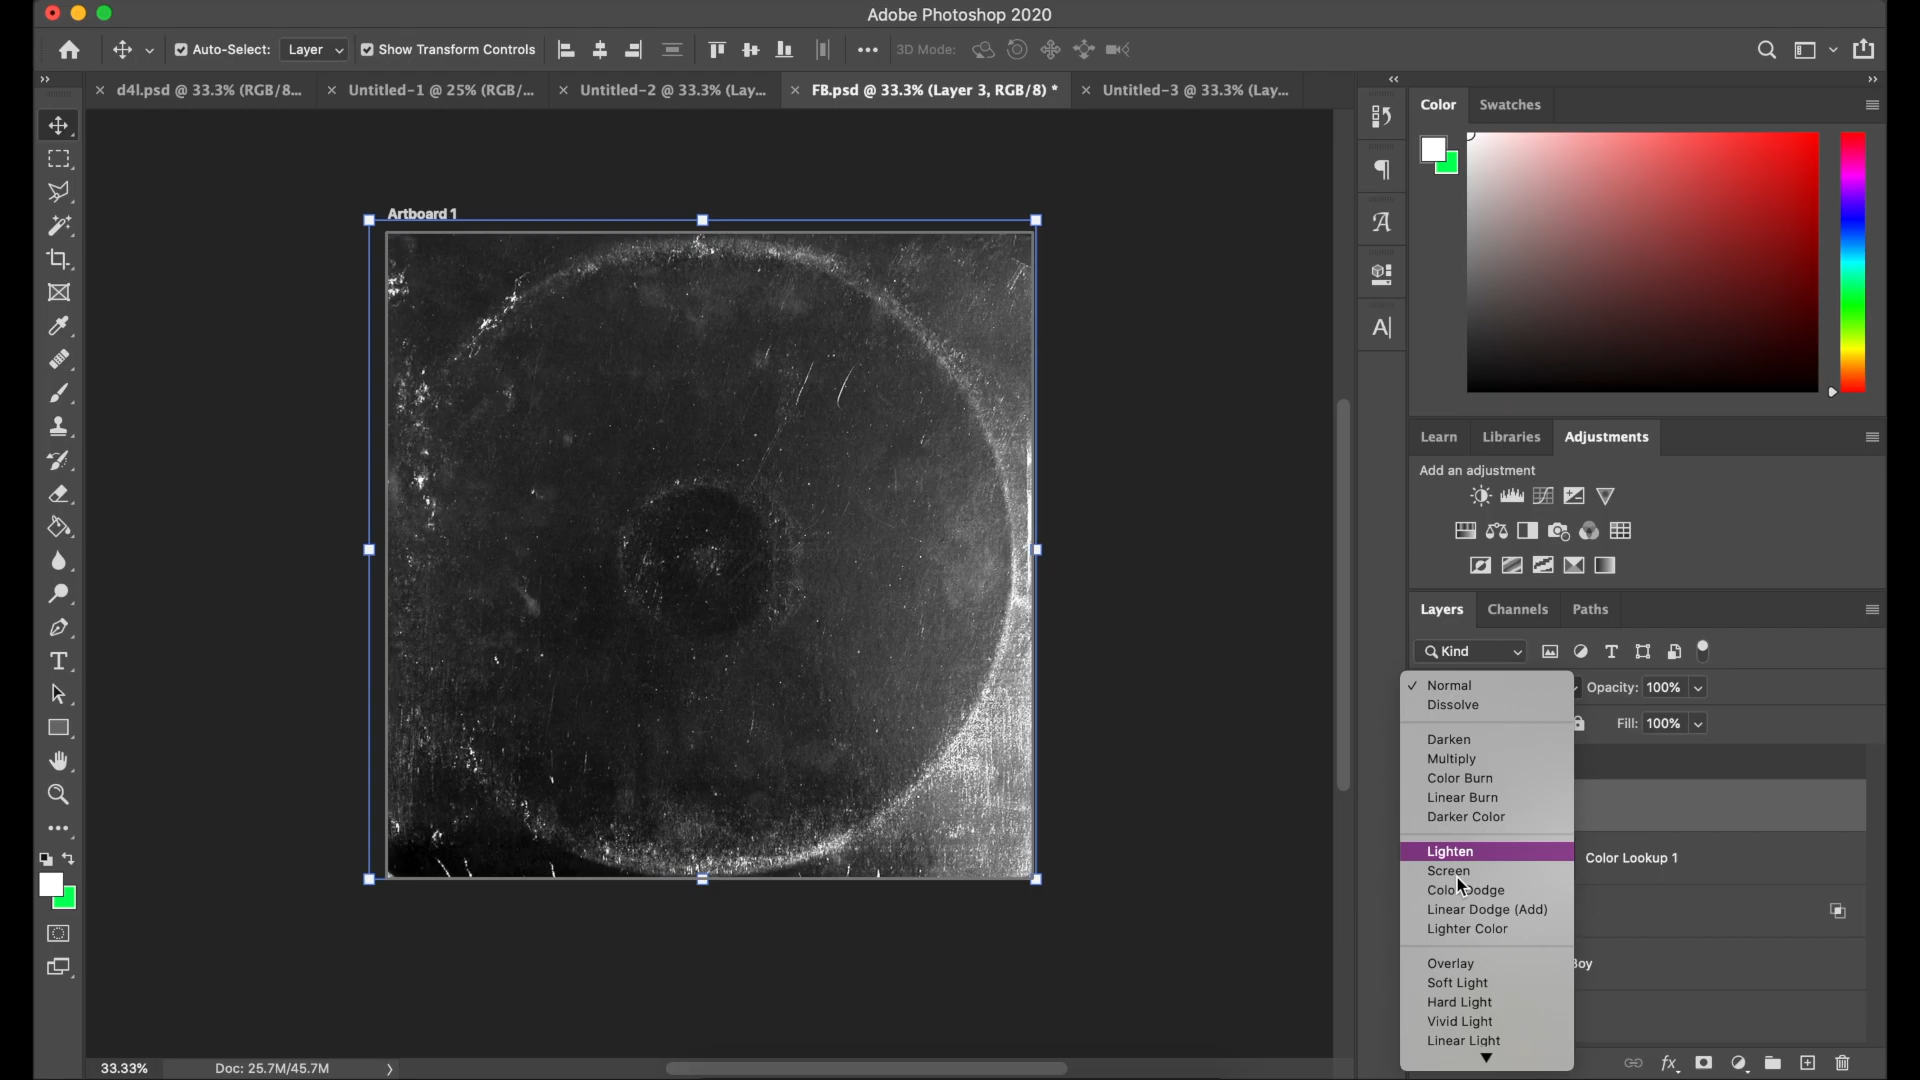 Adobe Photoshop 2020
Auto-Select: Layer Show Transform Controls 3D Mode:
d4l.psd @ 33.3% (RGB/8... Untitled-1 @ 25% (RGB/... Untitled-2 @ 33.3% (Lay... FB.psd @ 33.3% (Layer 3, RGB/8) * Untitled-3 @ 33.3% (Lay...
Color Swatches
Artboard 1
Learn Libraries Adjustments
Add an adjustment
Layers Channels Paths
Kind
Normal Opacity: 100%
Dissolve
Fill: 100%
Darken
Multiply
Color Burn
Linear Burn
Darker Color
Lighten Color Lookup 1
Screen
Color Dodge
Linear Dodge (Add)
Lighter Color
Overlay Boy
Soft Light
Hard Light
Vivid Light
Linear Light
33.33% Doc: 25.7M/45.7M